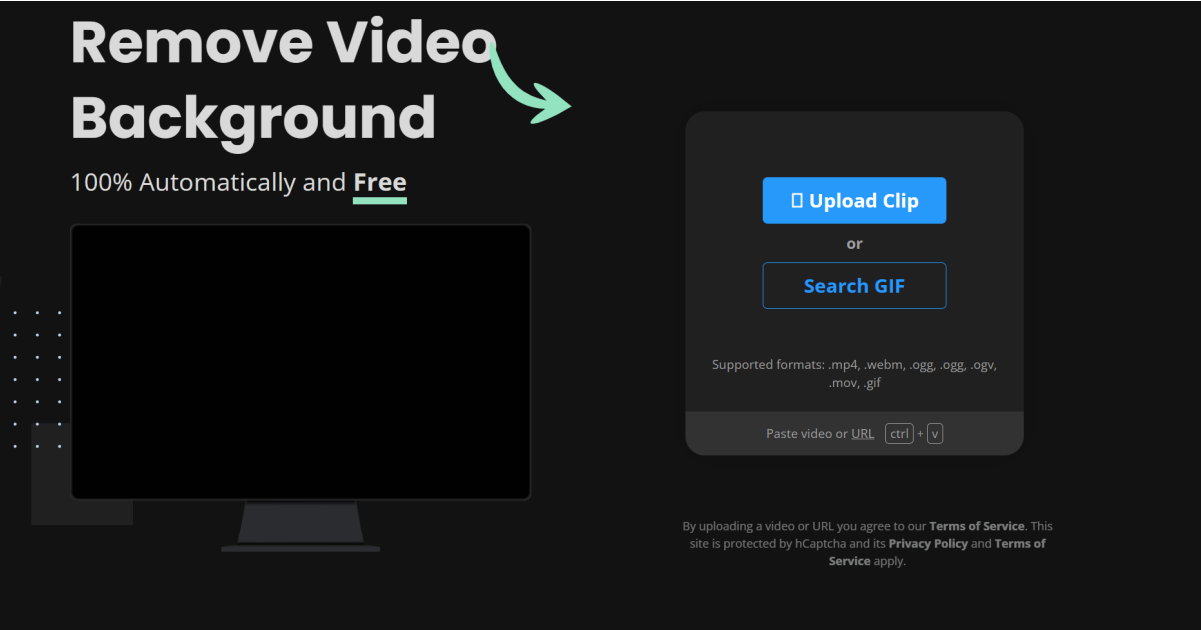 Remove Video
Background
100% Automatically and Free
Upload Clip
or
Search GIF
Supported formats: .mp4, .webm, .ogg, .ogg, .ogv,
.mov, .gif
Paste video or URL ctrl + v
By uploading a video or URL you agree to our Terms of Service. This
site is protected by hCaptcha and its Privacy Policy and Terms of
Service apply.